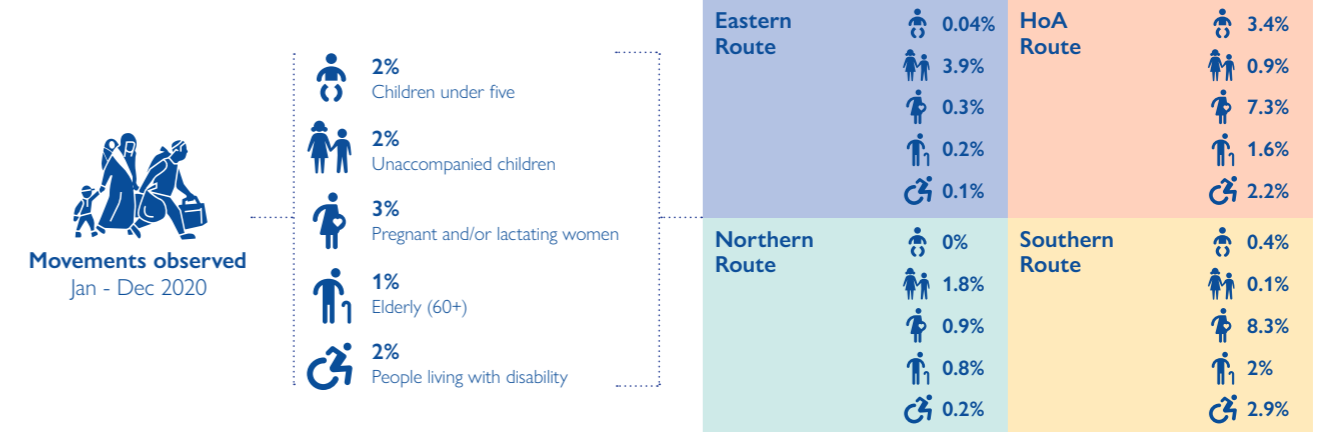 Movements observed
Jan - Dec 2020
2%
Children under five
2%
Unaccompanied children
3%
Pregnant and/or lactating women
1%
Elderly (60+)
2%
People living with disability
Eastern
Route
0.04%
3.9%
0.3%
0.2%
0.1%
HoA
Route
3.4%
0.9%
7.3%
1.6%
2.2%
Northern
Route
0%
1.8%
0.9%
0.8%
0.2%
Southern
Route
0.4%
0.1%
8.3%
2%
2.9%